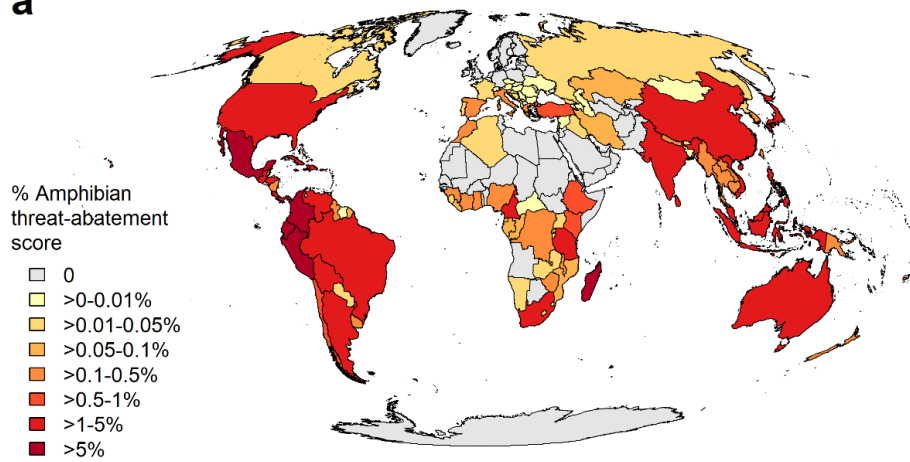 a
% Amphibian
threat-abatement
score
0
>0-0.01%
>0.01-0.05%
>0.05-0.1%
>0.1-0.5%
>0.5-1%
>1-5%
>5%